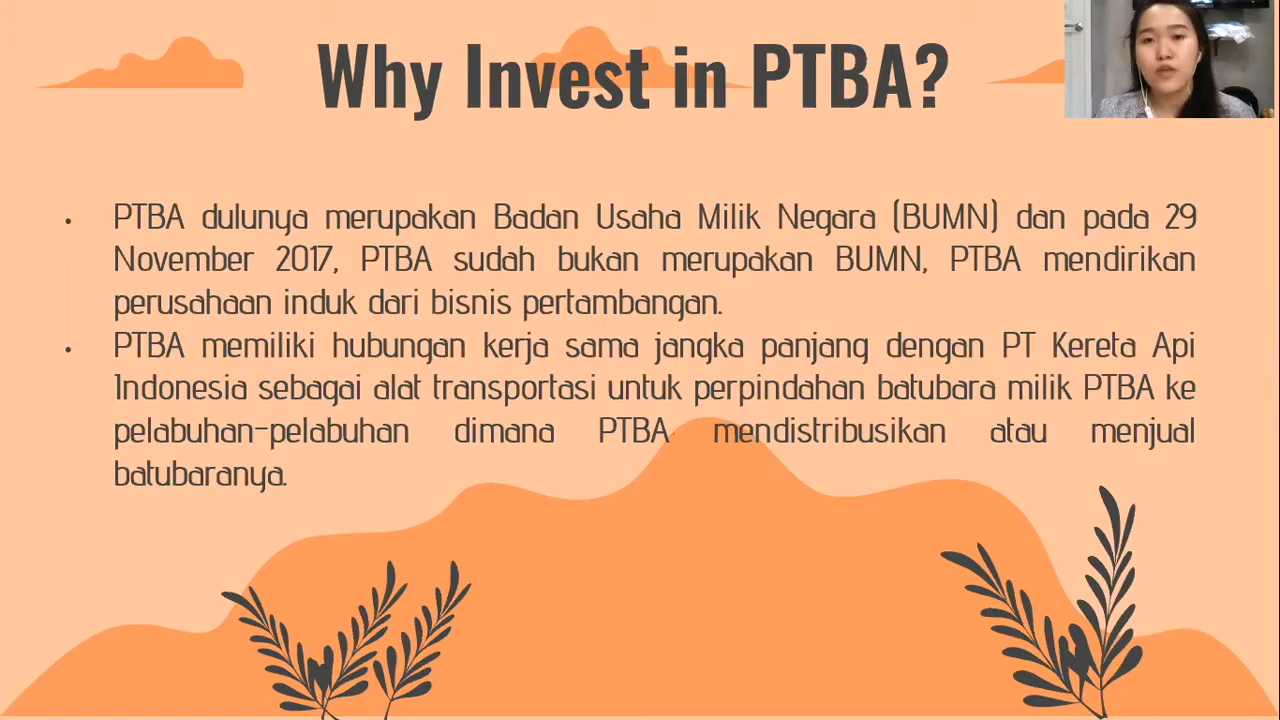 Why Invest in PTBA?
• PTBA dulunya merupakan Badan Usaha Milik Negara (BUMN) dan pada 29
November 2017, PTBA sudah bukan merupakan BUMN, PTBA mendirikan
perusahaan induk dari bisnis pertambangan.
• PTBA memiliki hubungan kerja sama jangka panjang dengan PT Kereta Api
Indonesia sebagai alat transportasi untuk perpindahan batubara milik PTBA ke
pelabuhan-pelabuhan dimana PTBA mendistribusikan atau menjual
batubaranya.